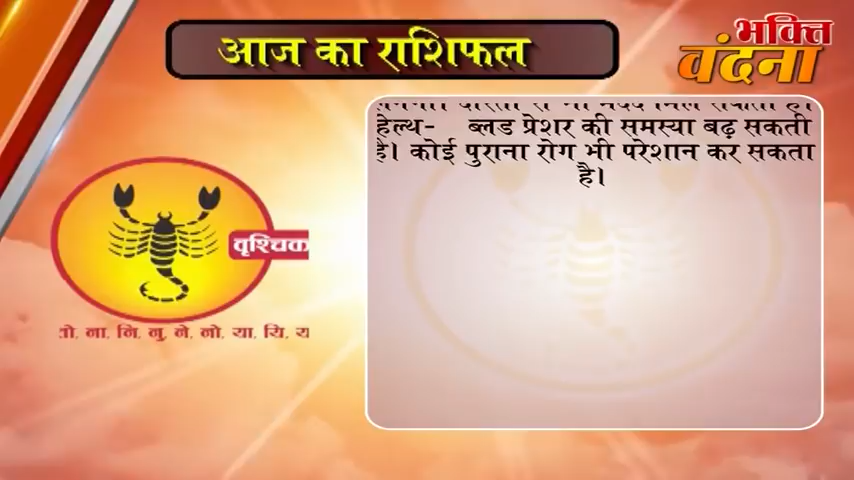 आज का राशिफल
भक्ति
वंदना
हेल्थ- ब्लड प्रेशर की समस्या बढ़ सकती
है। कोई पुराना रोग भी परेशान कर सकता
है।
वृश्चिक
ना. नि. नु. ने. नो. या. यि.